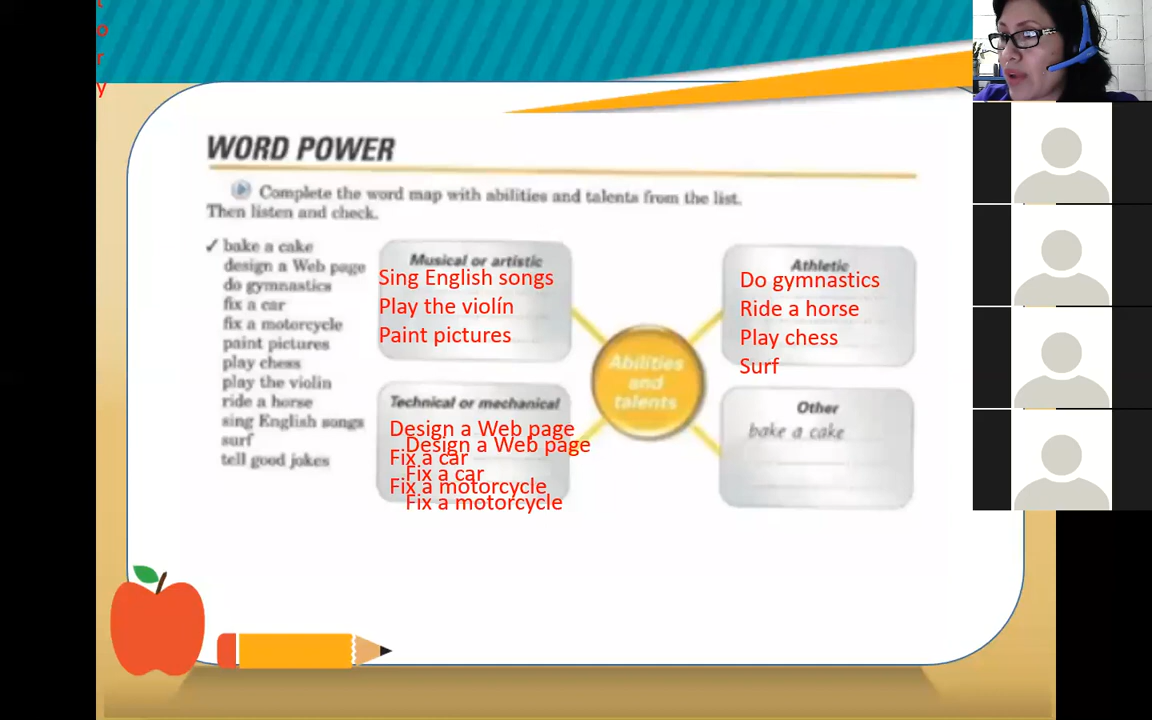 t
o
r
y
WORD POWER
Complete the word map with abilities and talents from the list.
Then listen and check.
✓ bake a cake
design a Web page
do gymnastics
fix a car
fix a motorcycle
paint pictures
play chess
play the violin
ride a horse
sing English songs
surf
tell good jokes
Musical or artistic
Sing English songs
Play the violín
Paint pictures
Technical or mechanical
Design a Web page
Design a Web page
Fix a car
Fix a car
Fix a motorcycle
Fix a motorcycle
Abilities
and
talents
Athletic
Do gymnastics
Ride a horse
Play chess
Surf
Other
bake a cake